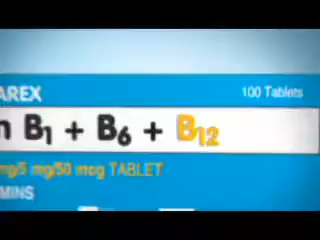 AREX 100 Tablets
n B1 + B6 + B12
mg/5 mg/50 mcg TABLET
MINS